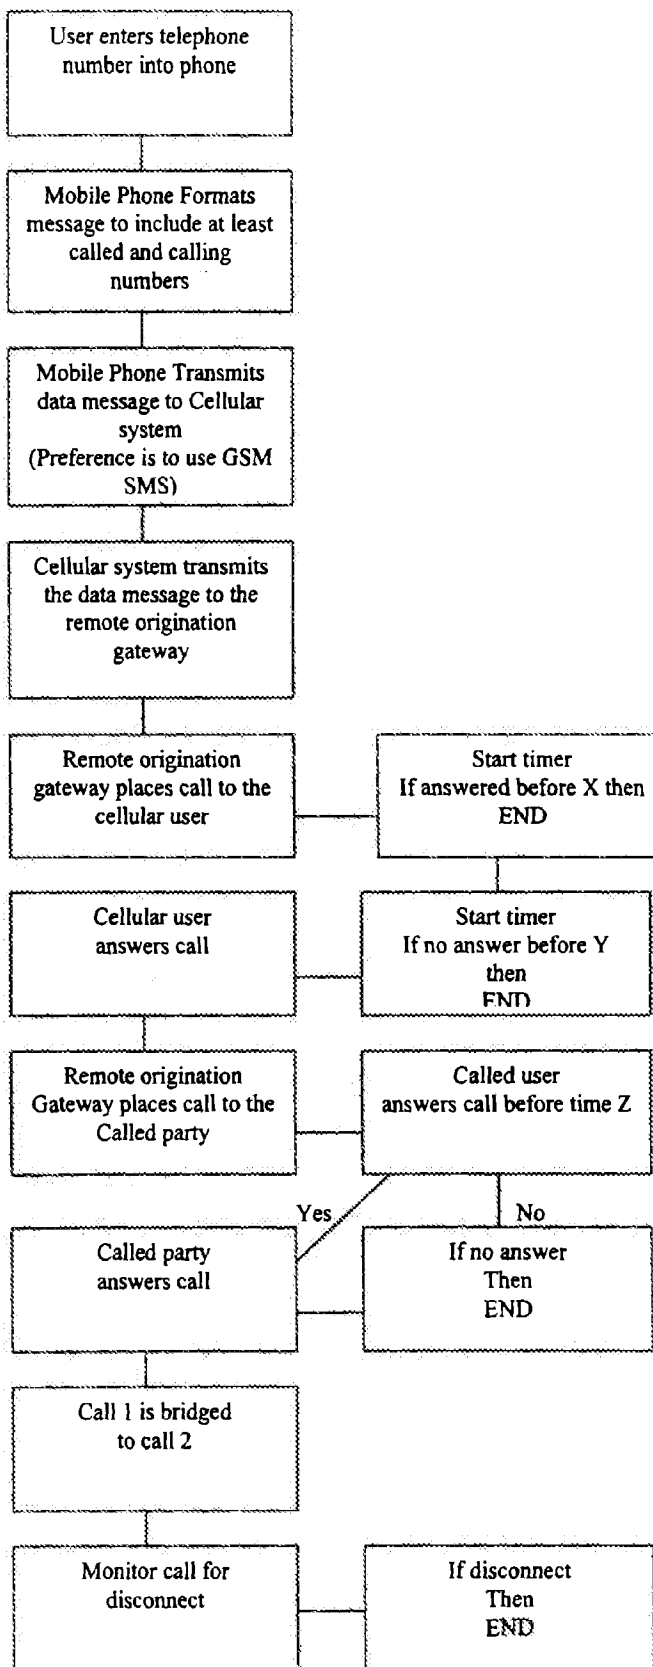 User enters telephone
number into phone
Mobile Phone Formats
message to include at least
called and calling
numbers
Mobile Phone Transmits
data message to Cellular
system
(Preference is to use GSM
SMS)
Cellular system transmits
the data message to the
remote origination
gateway
Remote origination
gateway places call to the
cellular user
Start timer
If answered before X then
END
Cellular user
answers call
Start timer
If no answer before Y
then
END
Remote origination
Gateway places call to the
Called party
Called user
answers call before time Z
Yes
No
Called party
answers call
If no answer
Then
END
Call 1 is bridged
to call 2
Monitor call for
disconnect
If disconnect
Then
END